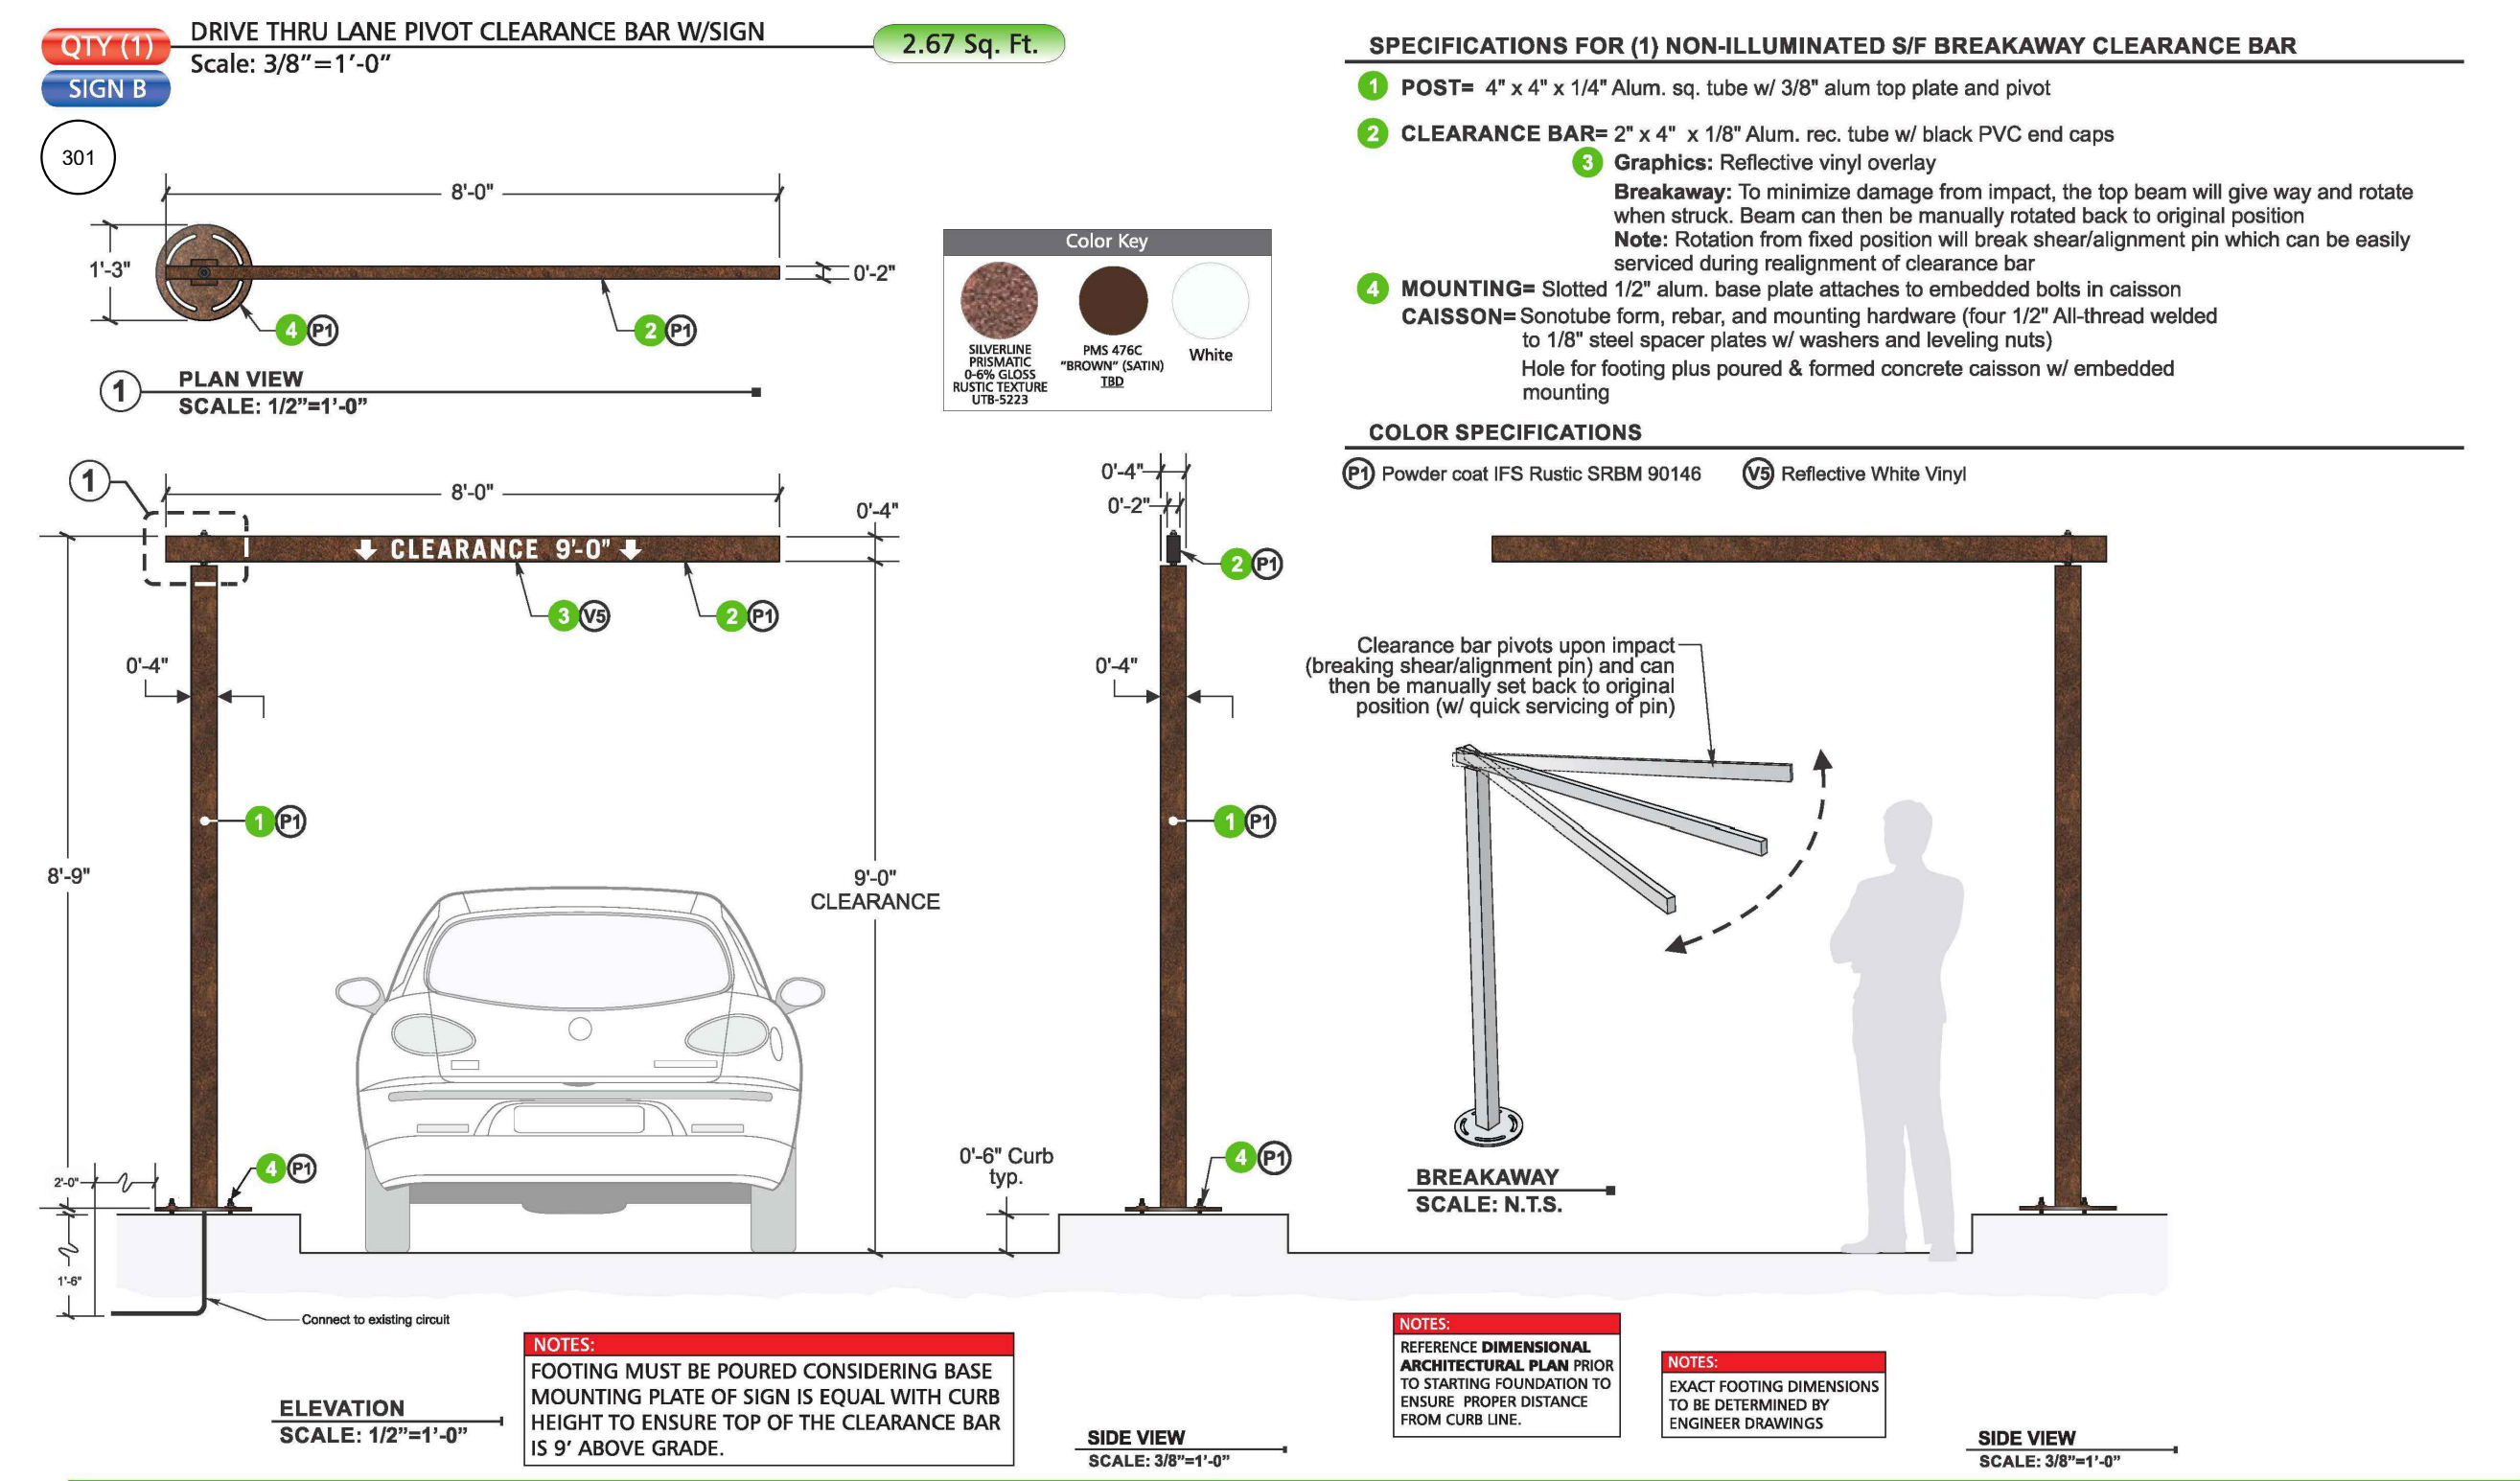 QTY (1)
DRIVE THRU LANE PIVOT CLEARANCE BAR W/SIGN
2.67 Sq. Ft.
Scale: 3/8”=1’-0”
SIGN B
301
8'-0"
1'-3"
0'-2"
4 P1
2 P1
1
PLAN VIEW
SCALE: 1/2”=1’-0”
Color Key
SILVERLINE
PRISMATIC
0-6% GLOSS
RUSTIC TEXTURE
UTB-5223
PMS 476C
“BROWN” (SATIN)
TBD
White
SPECIFICATIONS FOR (1) NON-ILLUMINATED S/F BREAKAWAY CLEARANCE BAR
1 POST= 4" x 4" x 1/4" Alum. sq. tube w/ 3/8" alum top plate and pivot
2 CLEARANCE BAR= 2" x 4" x 1/8" Alum. rec. tube w/ black PVC end caps
3 Graphics: Reflective vinyl overlay
Breakaway: To minimize damage from impact, the top beam will give way and rotate
when struck. Beam can then be manually rotated back to original position
Note: Rotation from fixed position will break shear/alignment pin which can be easily
serviced during realignment of clearance bar
4 MOUNTING= Slotted 1/2" alum. base plate attaches to embedded bolts in caisson
CAISSON= Sonotube form, rebar, and mounting hardware (four 1/2" All-thread welded
to 1/8" steel spacer plates w/ washers and leveling nuts)
Hole for footing plus poured & formed concrete caisson w/ embedded
mounting
COLOR SPECIFICATIONS
P1 Powder coat IFS Rustic SRBM 90146
V5 Reflective White Vinyl
1
8'-0"
0'-4"
CLEARANCE 9’-0”
3 V5
2 P1
0'-4"
1 P1
8'-9"
9'-0"
CLEARANCE
4 P1
2'-0"
1'-6"
Connect to existing circuit
ELEVATION
SCALE: 1/2”=1’-0”
NOTES:
FOOTING MUST BE POURED CONSIDERING BASE
MOUNTING PLATE OF SIGN IS EQUAL WITH CURB
HEIGHT TO ENSURE TOP OF THE CLEARANCE BAR
IS 9’ ABOVE GRADE.
0'-4"
0'-2"
2 P1
0'-4"
1 P1
0'-6" Curb
typ.
4 P1
SIDE VIEW
SCALE: 3/8”=1’-0”
Clearance bar pivots upon impact
(breaking shear/alignment pin) and can
then be manually set back to original
position (w/ quick servicing of pin)
BREAKAWAY
SCALE: N.T.S.
NOTES:
REFERENCE DIMENSIONAL
ARCHITECTURAL PLAN PRIOR
TO STARTING FOUNDATION TO
ENSURE PROPER DISTANCE
FROM CURB LINE.
NOTES:
EXACT FOOTING DIMENSIONS
TO BE DETERMINED BY
ENGINEER DRAWINGS
SIDE VIEW
SCALE: 3/8”=1’-0”